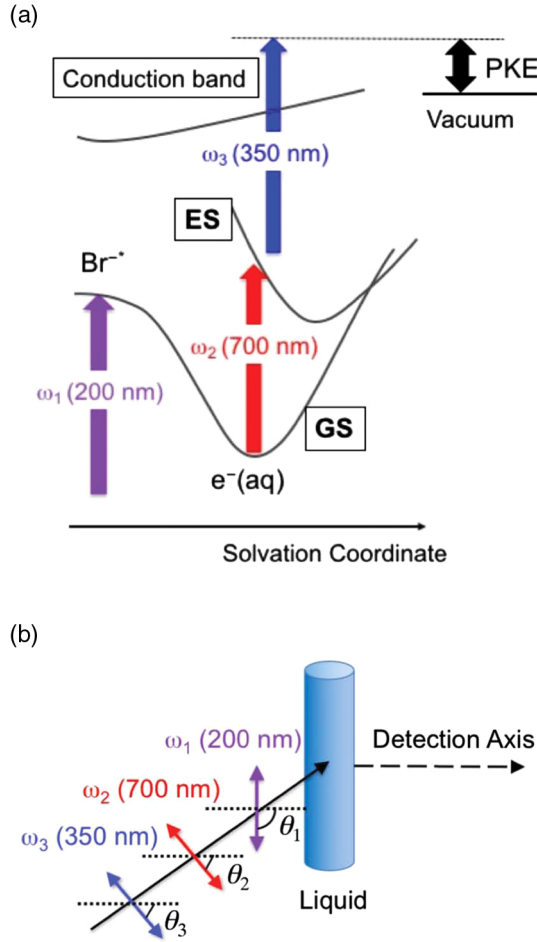 (a)
Conduction band
PKE
Vacuum
ω₃ (350 nm)
ES
Br⁻*
ω₂ (700 nm)
ω₁ (200 nm)
GS
e⁻(aq)
Solvation Coordinate
(b)
ω₁ (200 nm)
Detection Axis
ω₂ (700 nm)
θ₁
ω₃ (350 nm)
θ₂
Liquid
θ₃